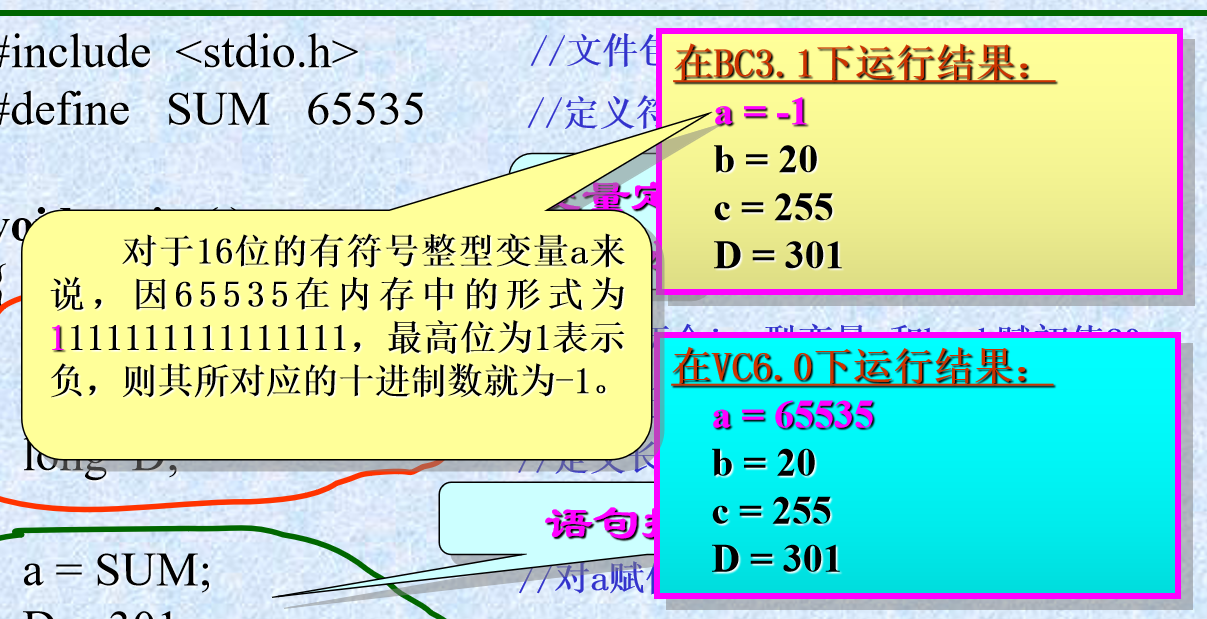 #include <stdio.h>
//文件
在BC3.1下运行结果：
#define SUM 65535
//定义符
a = -1
b = 20
c = 255
D = 301
对于16位的有符号整型变量a来
说，因65535在内存中的形式为
1111111111111111，最高位为1表示
负，则其所对应的十进制数就为-1。
在VC6.0下运行结果：
a = 65535
b = 20
c = 255
D = 301
long D;
//定义长
语句
a = SUM;
//对a赋
D = 301